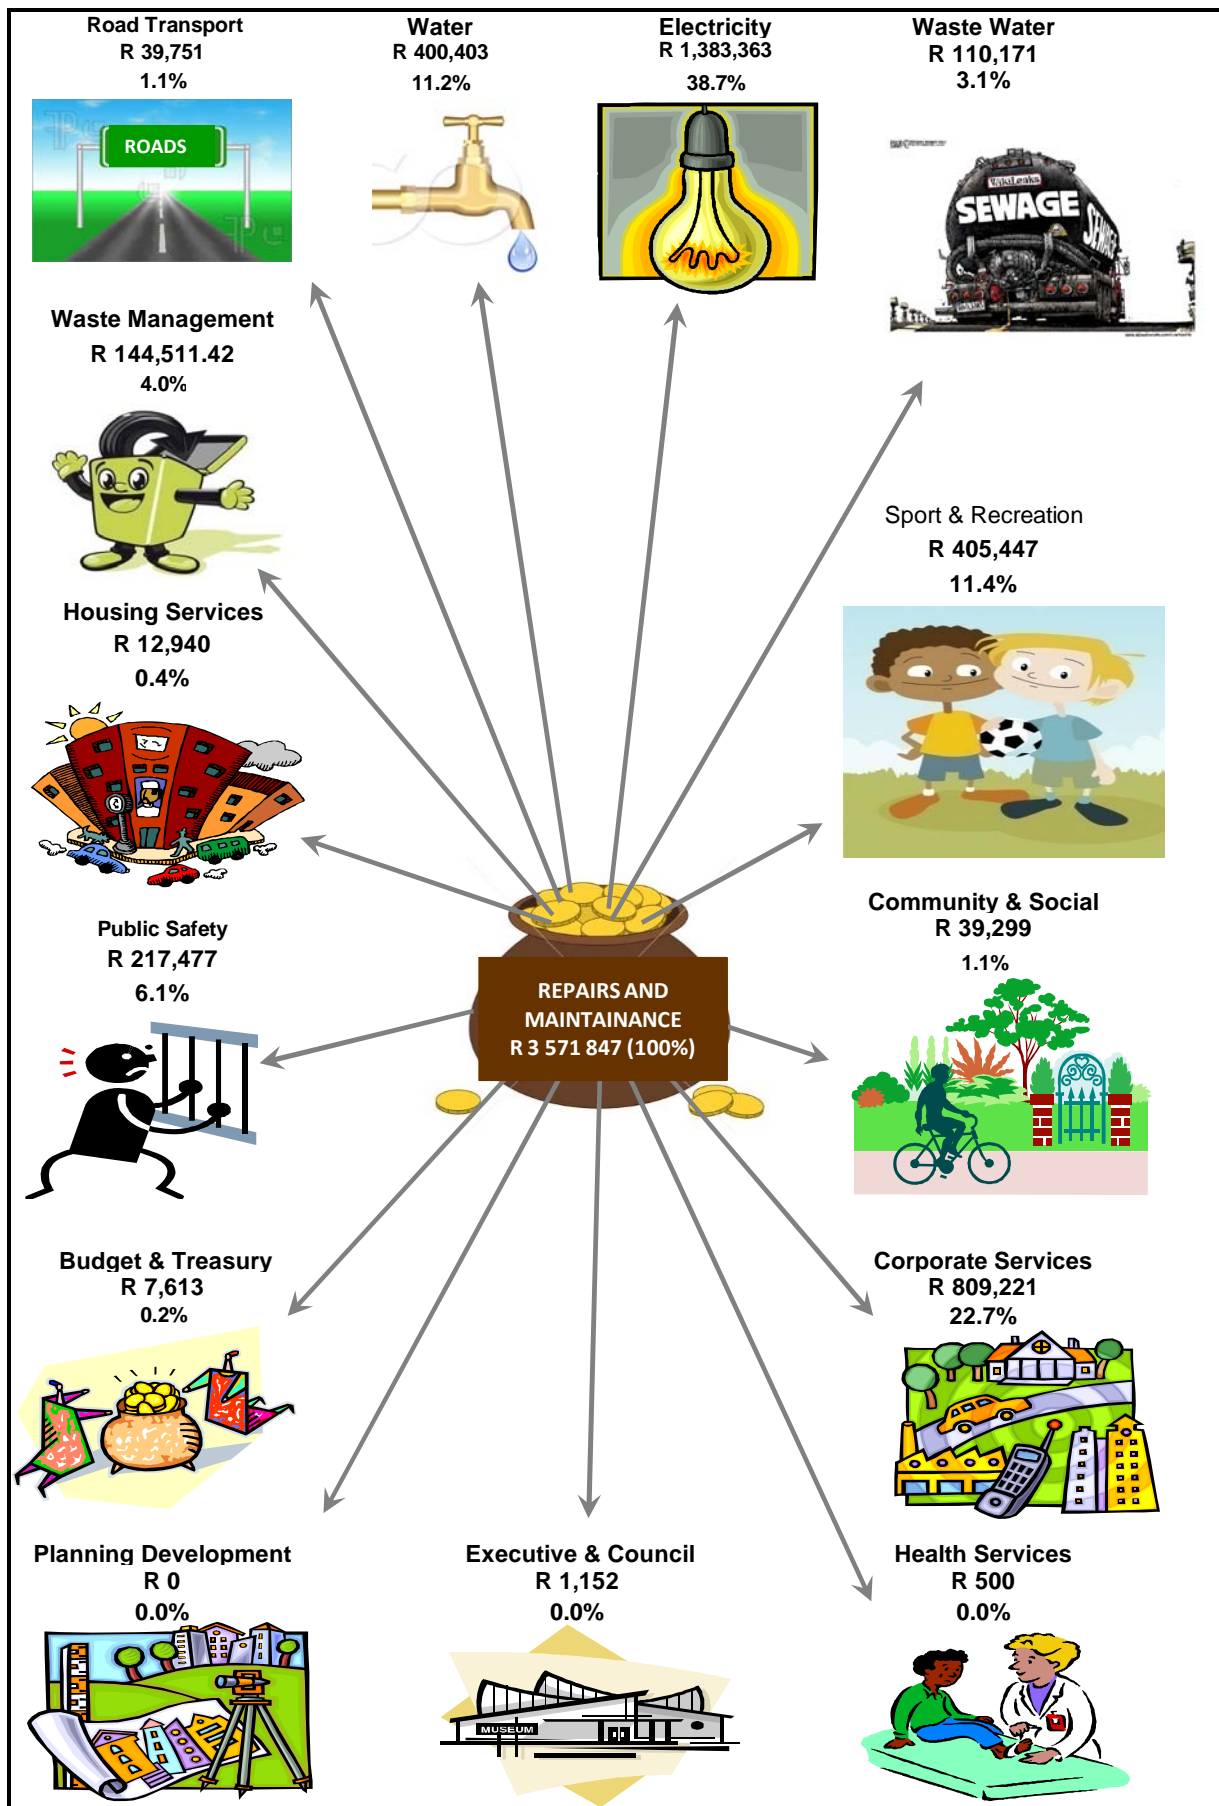 Road Transport
R 39,751
1.1%
Water
R 400,403
11.2%
Electricity
R 1,383,363
38.7%
Waste Water
R 110,171
3.1%
ROADS
WikiLeaks
SEWAGE
SEWAGE
Waste Management
R 144,511.42
4.0%
Sport & Recreation
R 405,447
11.4%
Housing Services
R 12,940
0.4%
Community & Social
R 39,299
1.1%
Public Safety
R 217,477
6.1%
REPAIRS AND
MAINTAINANCE
R 3 571 847 (100%)
Budget & Treasury
R 7,613
0.2%
Corporate Services
R 809,221
22.7%
Planning Development
R 0
0.0%
Executive & Council
R 1,152
0.0%
MUSEUM
Health Services
R 500
0.0%